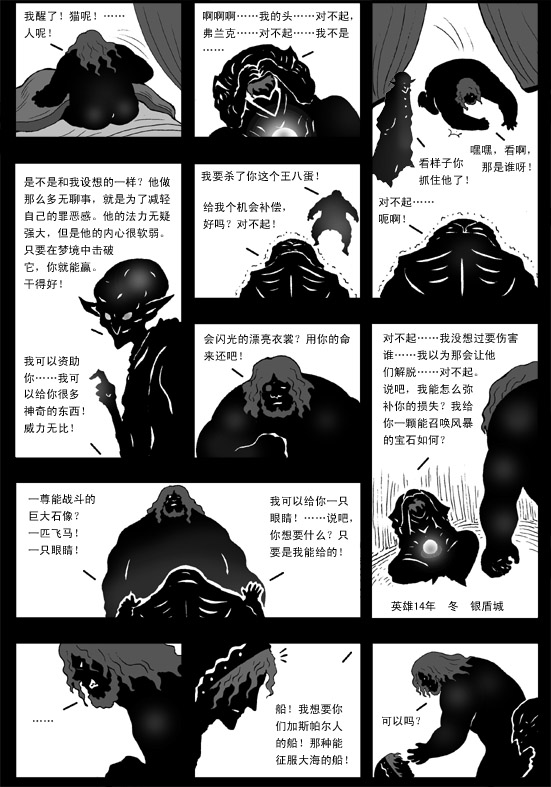 我醒了！猫呢！……
人呢！
啊啊啊……我的头……对不起，
弗兰克……对不起……我不是
……
嘿嘿，看啊，
那是谁呀！
看样子你
抓住他了！
对不起……
呃啊！
是不是和我设想的一样？他做
那么多无聊事，就是为了减轻
自己的罪恶感。他的法力无疑
强大，但是他的内心很软弱。
只要在梦境中击破
它，你就能赢。
干得好！
我可以资助
你……我可
以给你很多
神奇的东西！
威力无比！
我要杀了你这个王八蛋！
给我个机会补偿，
好吗？对不起！
会闪光的漂亮衣裳？用你的命
来还吧！
对不起……我没想过要伤害
谁……我以为那会让他
们解脱……对不起。
说吧，我能怎么弥
补你的损失？我给
你一颗能召唤风暴
的宝石如何？
一尊能战斗的
巨大石像？
一匹飞马！
一只眼睛！
我可以给你一只
眼睛！……说吧，
你想要什么？只
要是我能给的！
英雄14年　冬　银盾城
……
船！我想要你
们加斯帕尔人
的船！那种能
征服大海的船！
可以吗？